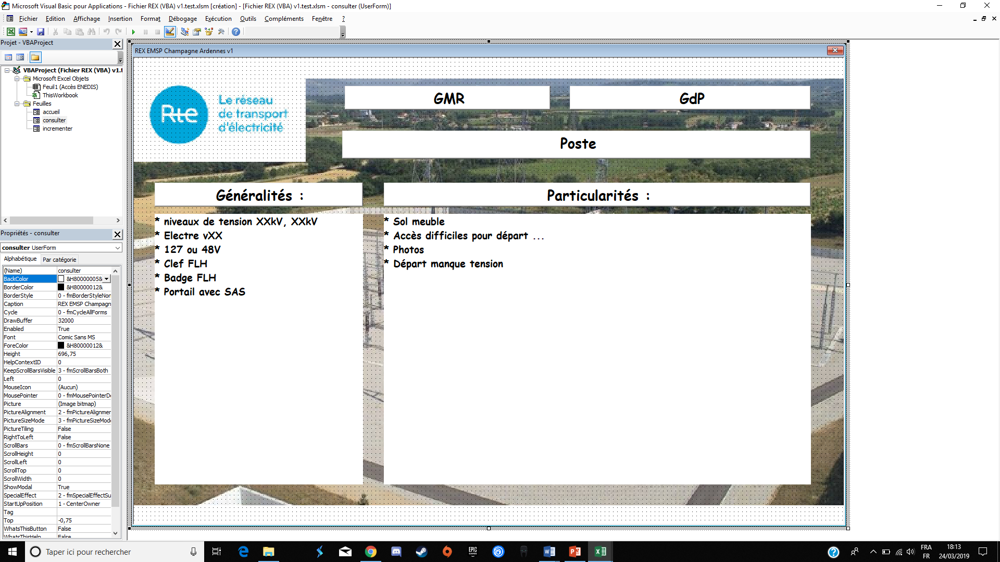 Microsoft Visual Basic pour Applications - Fichier REX (VBA) v1.test.xlsm [création] - [Fichier REX (VBA) v1.test.xlsm - consulter (UserForm)]
Fichier Edition Affichage Insertion Format Débogage Exécution Outils Compléments Fenêtre ?
Projet - VBAProject
VBAProject (Fichier REX (VBA) v1.t
Microsoft Excel Objets
Feuil1 (Accès ENEDIS)
ThisWorkbook
Feuilles
accueil
consulter
incrementer
Propriétés - consulter
consulter UserForm
Alphabétique Par catégorie
(Name) consulter
BackColor &H80000005&
BorderColor &H80000012&
BorderStyle 0 - fmBorderStyleNon
Caption REX EMSP Champagn
Cycle 0 - fmCycleAllForms
DrawBuffer 32000
Enabled True
Font Comic Sans MS
ForeColor &H80000012&
Height 696,75
HelpContextID 0
KeepScrollBarsVisible 3 - fmScrollBarsBoth
Left 0
MouseIcon (Aucun)
MousePointer 0 - fmMousePointerDe
Picture (Image bitmap)
PictureAlignment 2 - fmPictureAlignmen
PictureSizeMode 3 - fmPictureSizeMode
PictureTiling False
RightToLeft False
ScrollBars 0 - fmScrollBarsNone
ScrollHeight 0
ScrollLeft 0
ScrollTop 0
ScrollWidth 0
ShowModal True
SpecialEffect 2 - fmSpecialEffectSu
StartUpPosition 1 - CenterOwner
Tag
Top -0,75
WhatsThisButton False
WhatsThisHelp False
REX EMSP Champagne Ardennes v1
Rte
Le réseau
de transport
d'électricité
GMR
GdP
Poste
Généralités :
* niveaux de tension XXkV, XXkV
* Electre vXX
* 127 ou 48V
* Clef FLH
* Badge FLH
* Portail avec SAS
Particularités :
* Sol meuble
* Accès difficiles pour départ ...
* Photos
* Départ manque tension
Taper ici pour rechercher
EPIC
GAMES
FRA
FR
18:13
24/03/2019